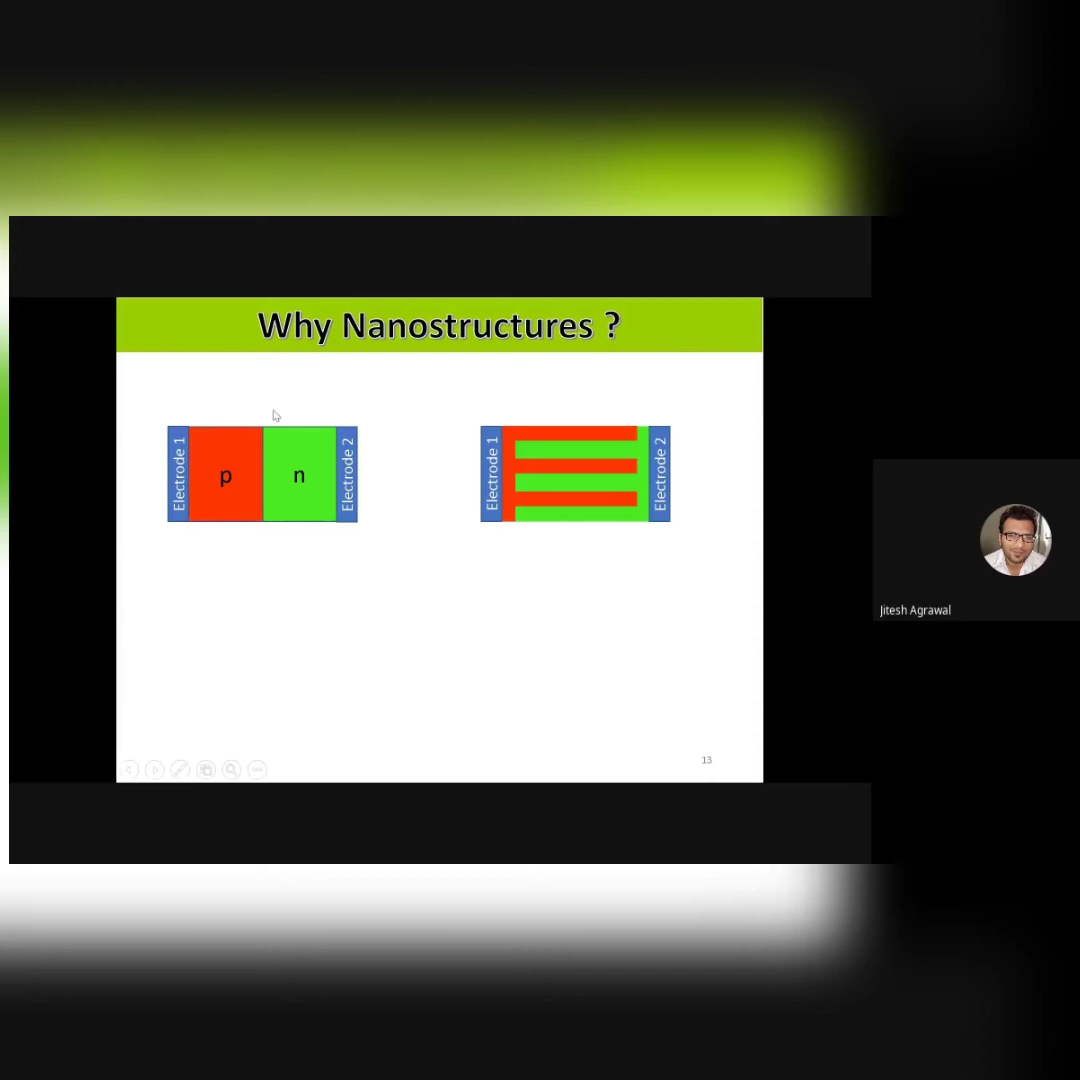 Why Nanostructures ?
Electrode 1
p
n
Electrode 2
Electrode 1
Electrode 2
Jitesh Agrawal
13